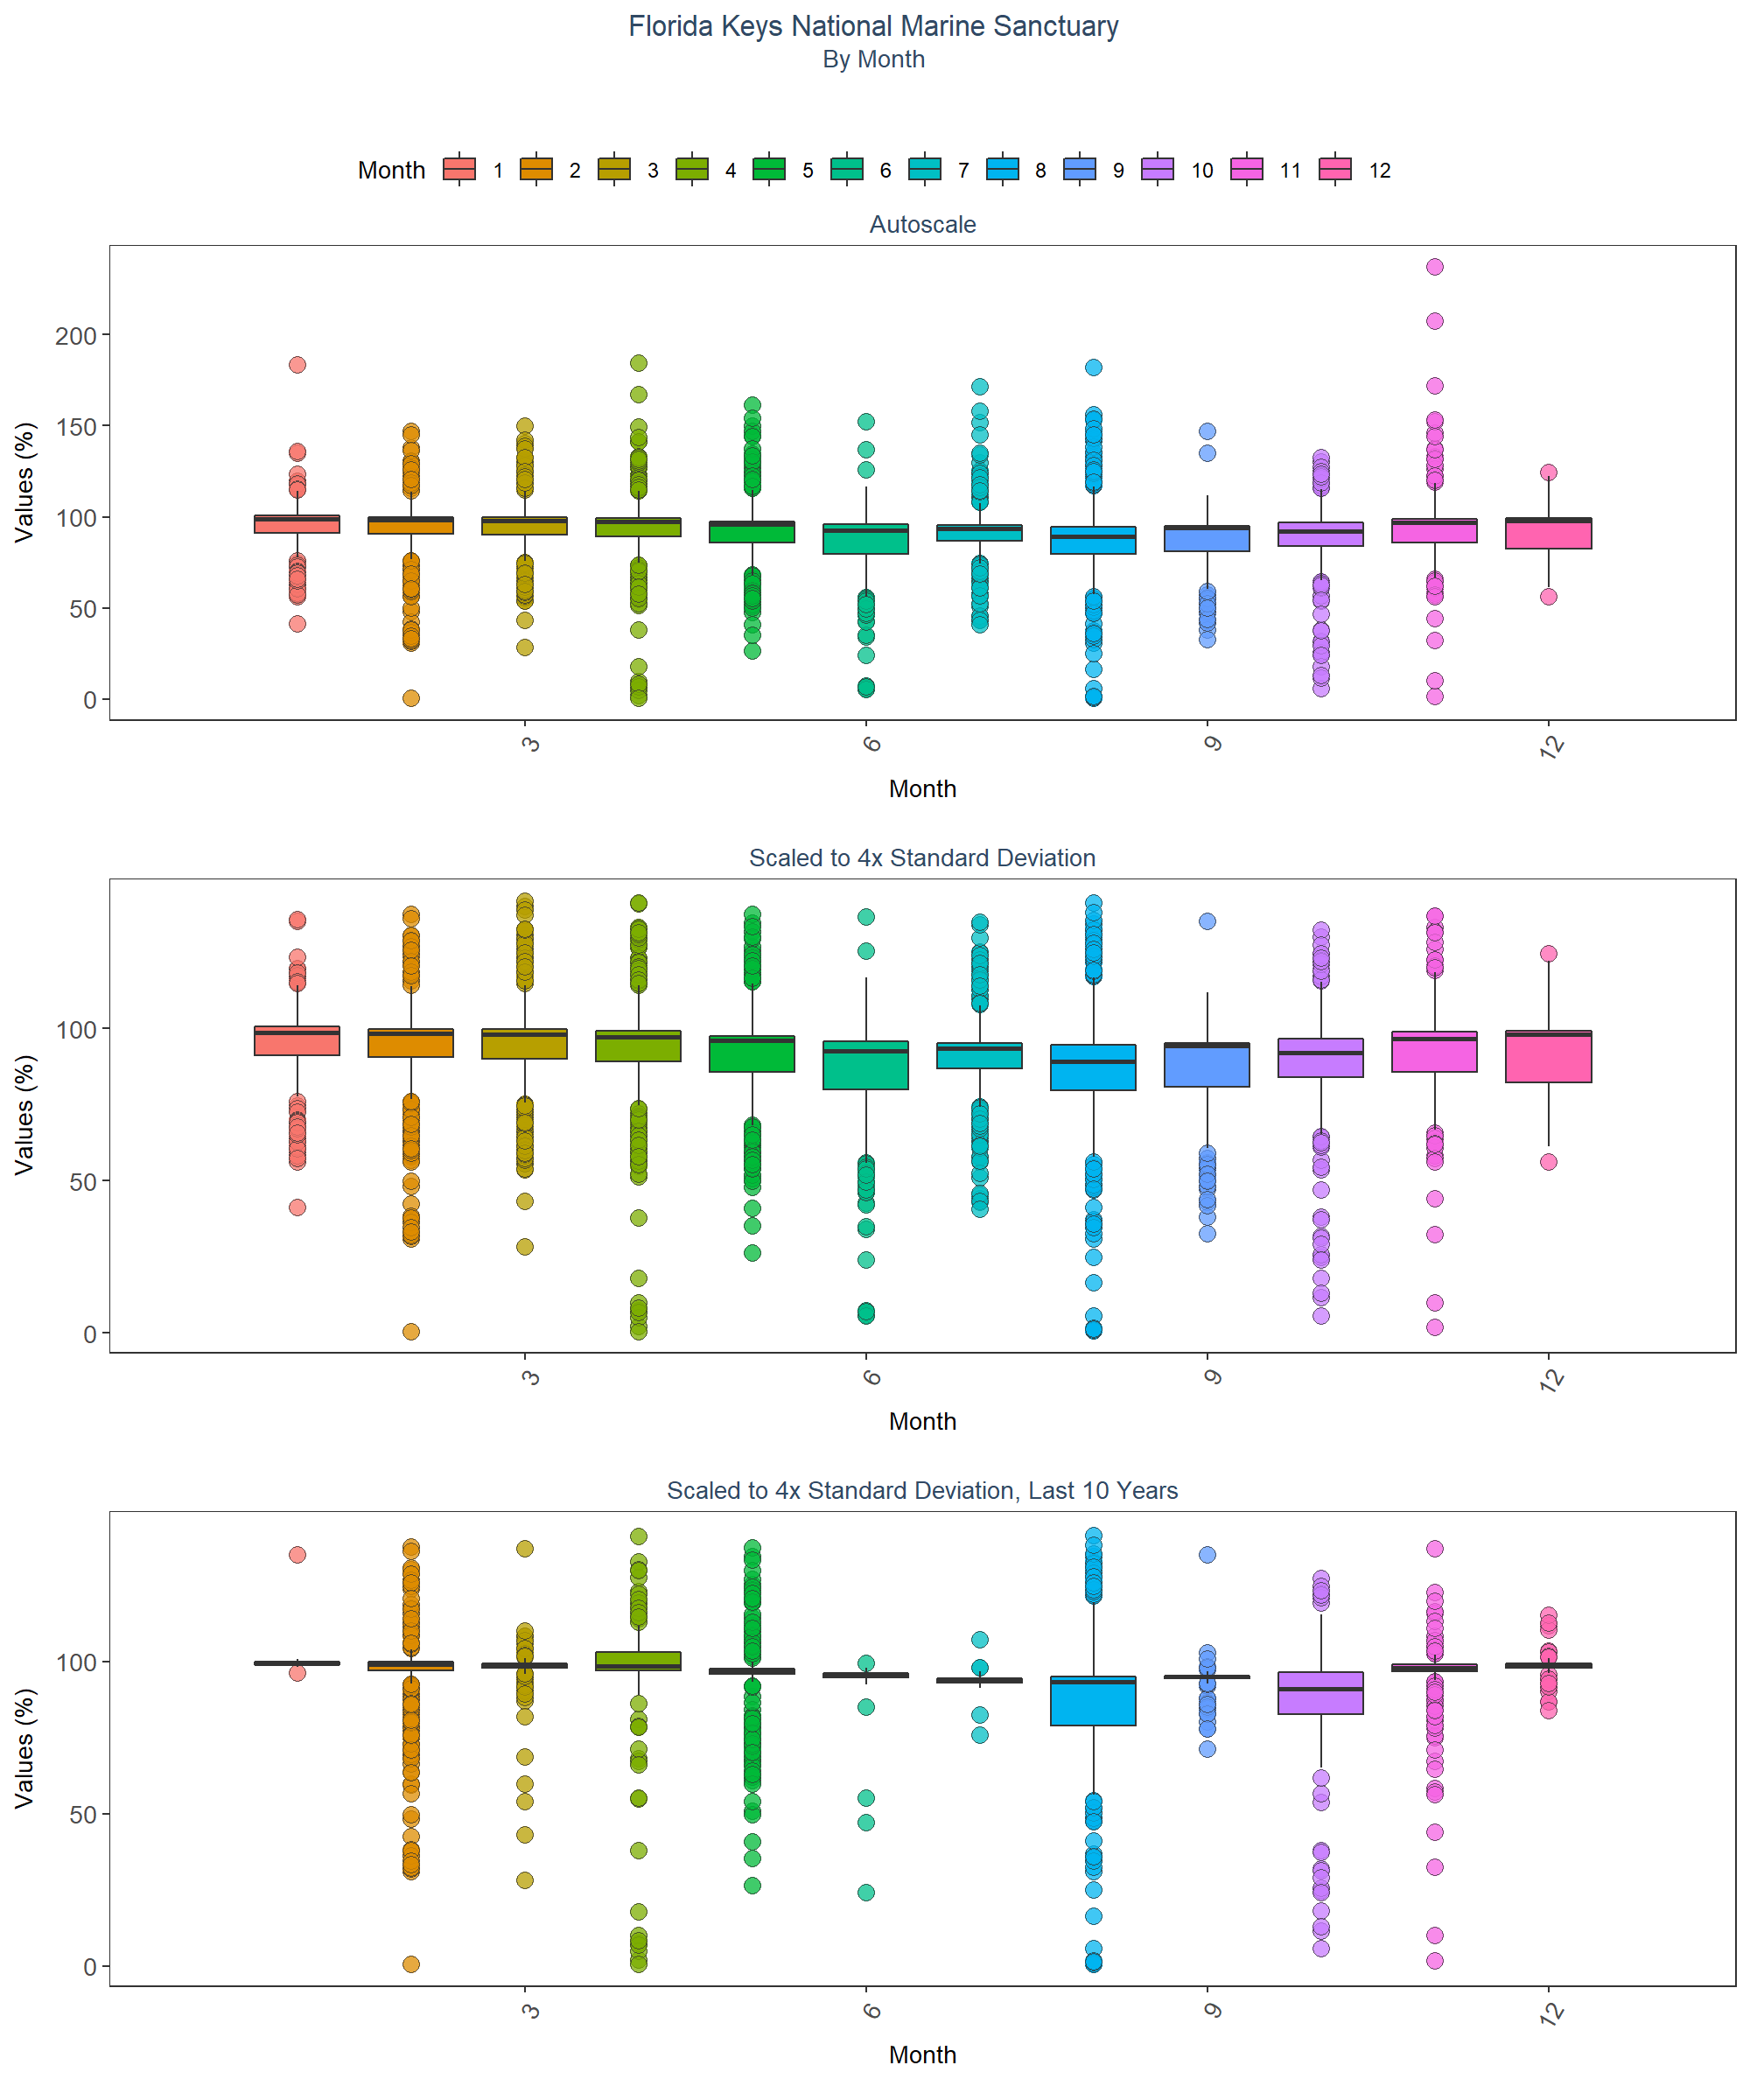 Florida Keys National Marine Sanctuary
By Month
Month 1 2 3 4 5 6 7 8 9 10 11 12
Autoscale
Values (%)
200
150
100
50
0
3 6 9 12
Month
Scaled to 4x Standard Deviation
Values (%)
100
50
0
3 6 9 12
Month
Scaled to 4x Standard Deviation, Last 10 Years
Values (%)
100
50
0
3 6 9 12
Month